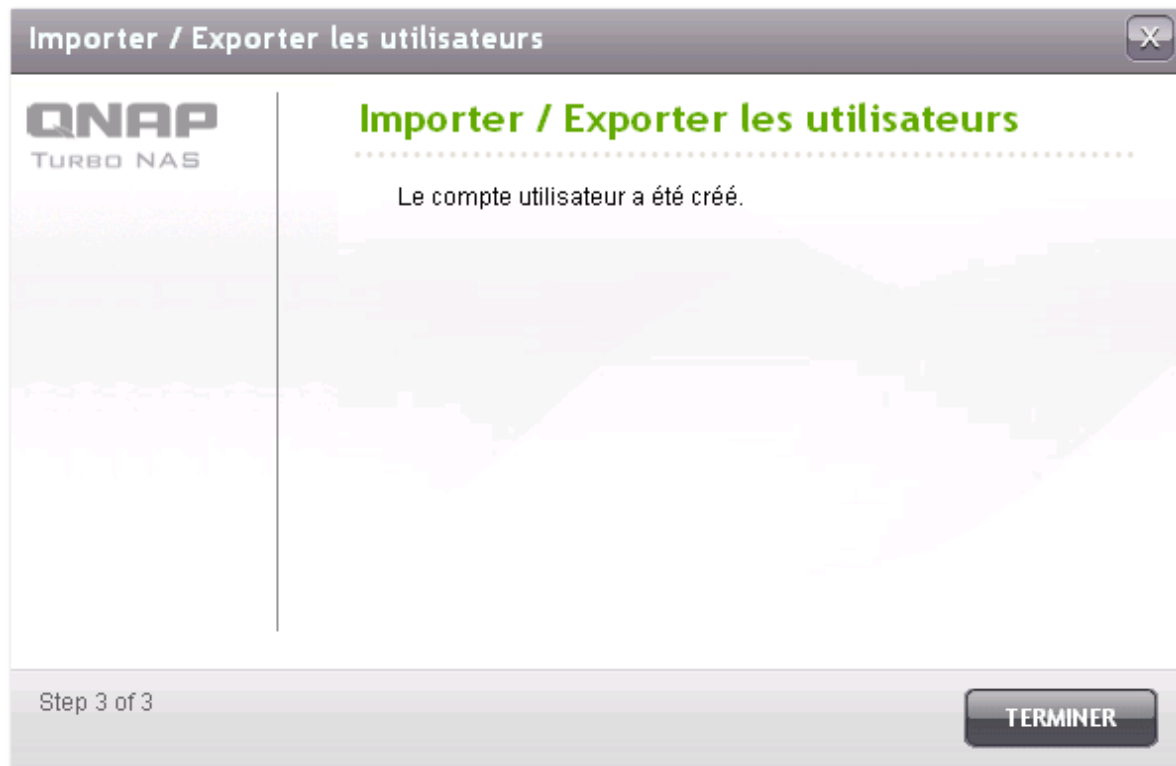 Importer / Exporter les utilisateurs
X
QNAP
TURBO NAS
Importer / Exporter les utilisateurs
Le compte utilisateur a été créé.
Step 3 of 3
TERMINER